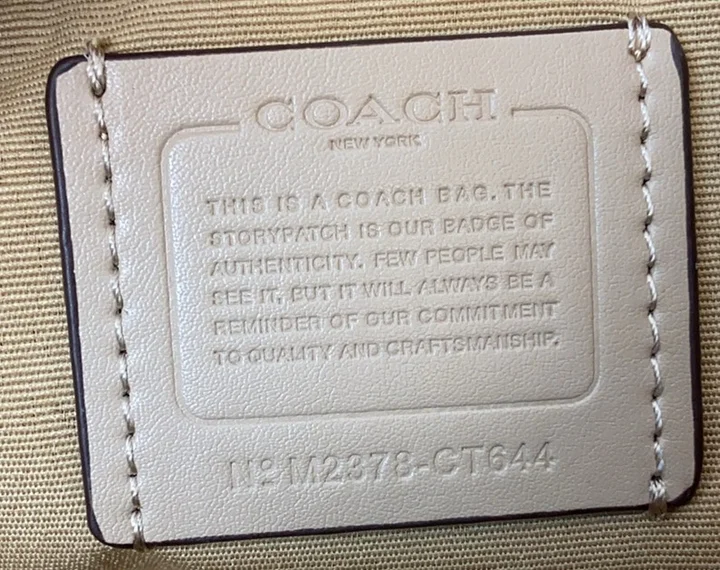 COACH
NEW YORK
THIS IS A COACH BAG. THE
STORYPATCH IS OUR BADGE OF
AUTHENTICITY. FEW PEOPLE MAY
SEE IT, BUT IT WILL ALWAYS BE A
REMINDER OF OUR COMMITMENT
TO QUALITY AND CRAFTSMANSHIP.
Nº M2378-CT644